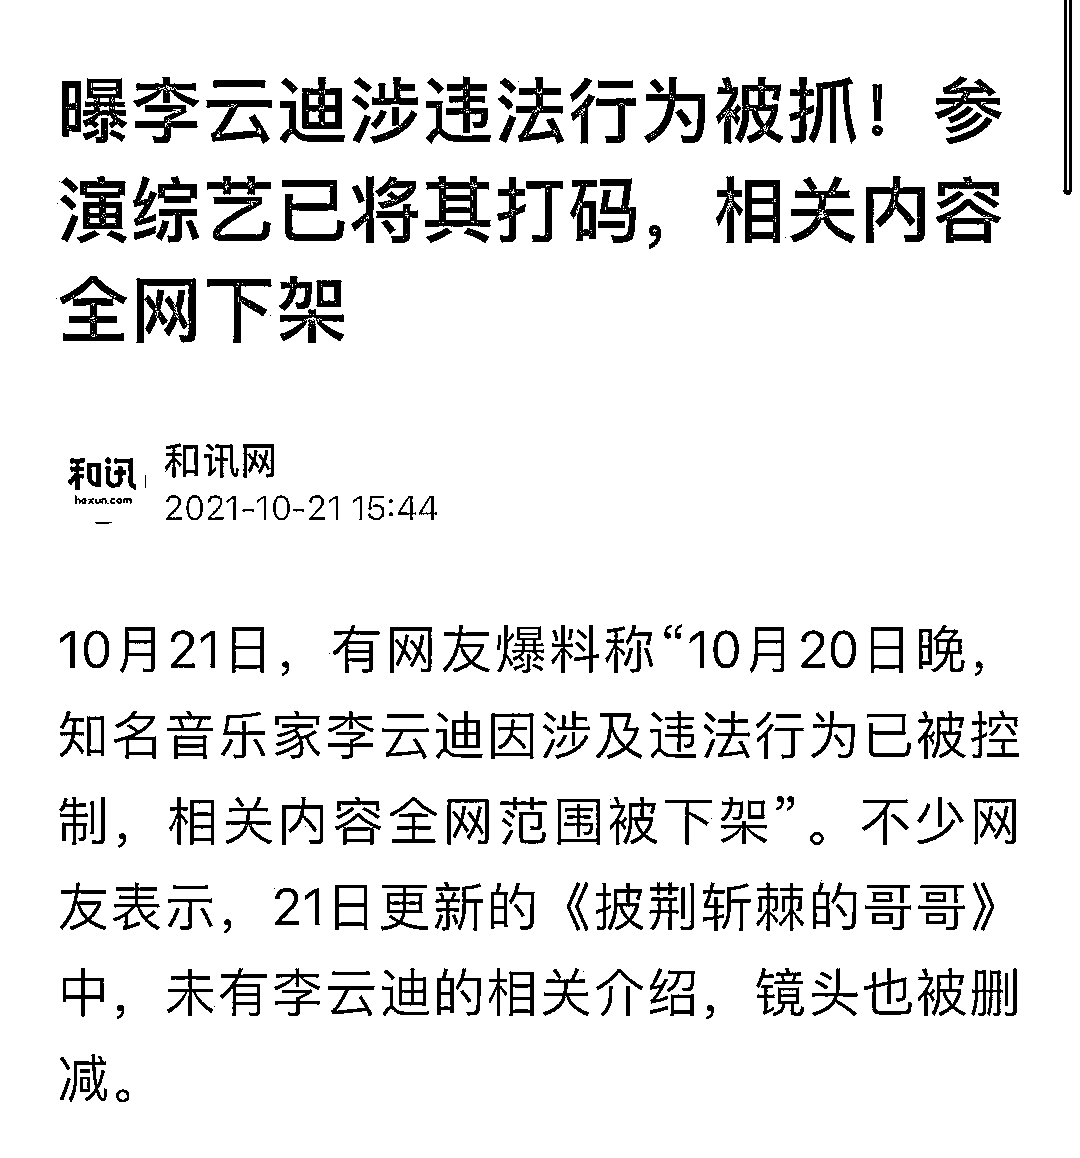 曝李云迪涉违法行为被抓！参
演综艺已将其打码，相关内容
全网下架
和讯
hexun.com
和讯网
2021-10-21 15:44
10月21日，有网友爆料称“10月20日晚，
知名音乐家李云迪因涉及违法行为已被控
制，相关内容全网范围被下架”。不少网
友表示，21日更新的《披荆斩棘的哥哥》
中，未有李云迪的相关介绍，镜头也被删
减。